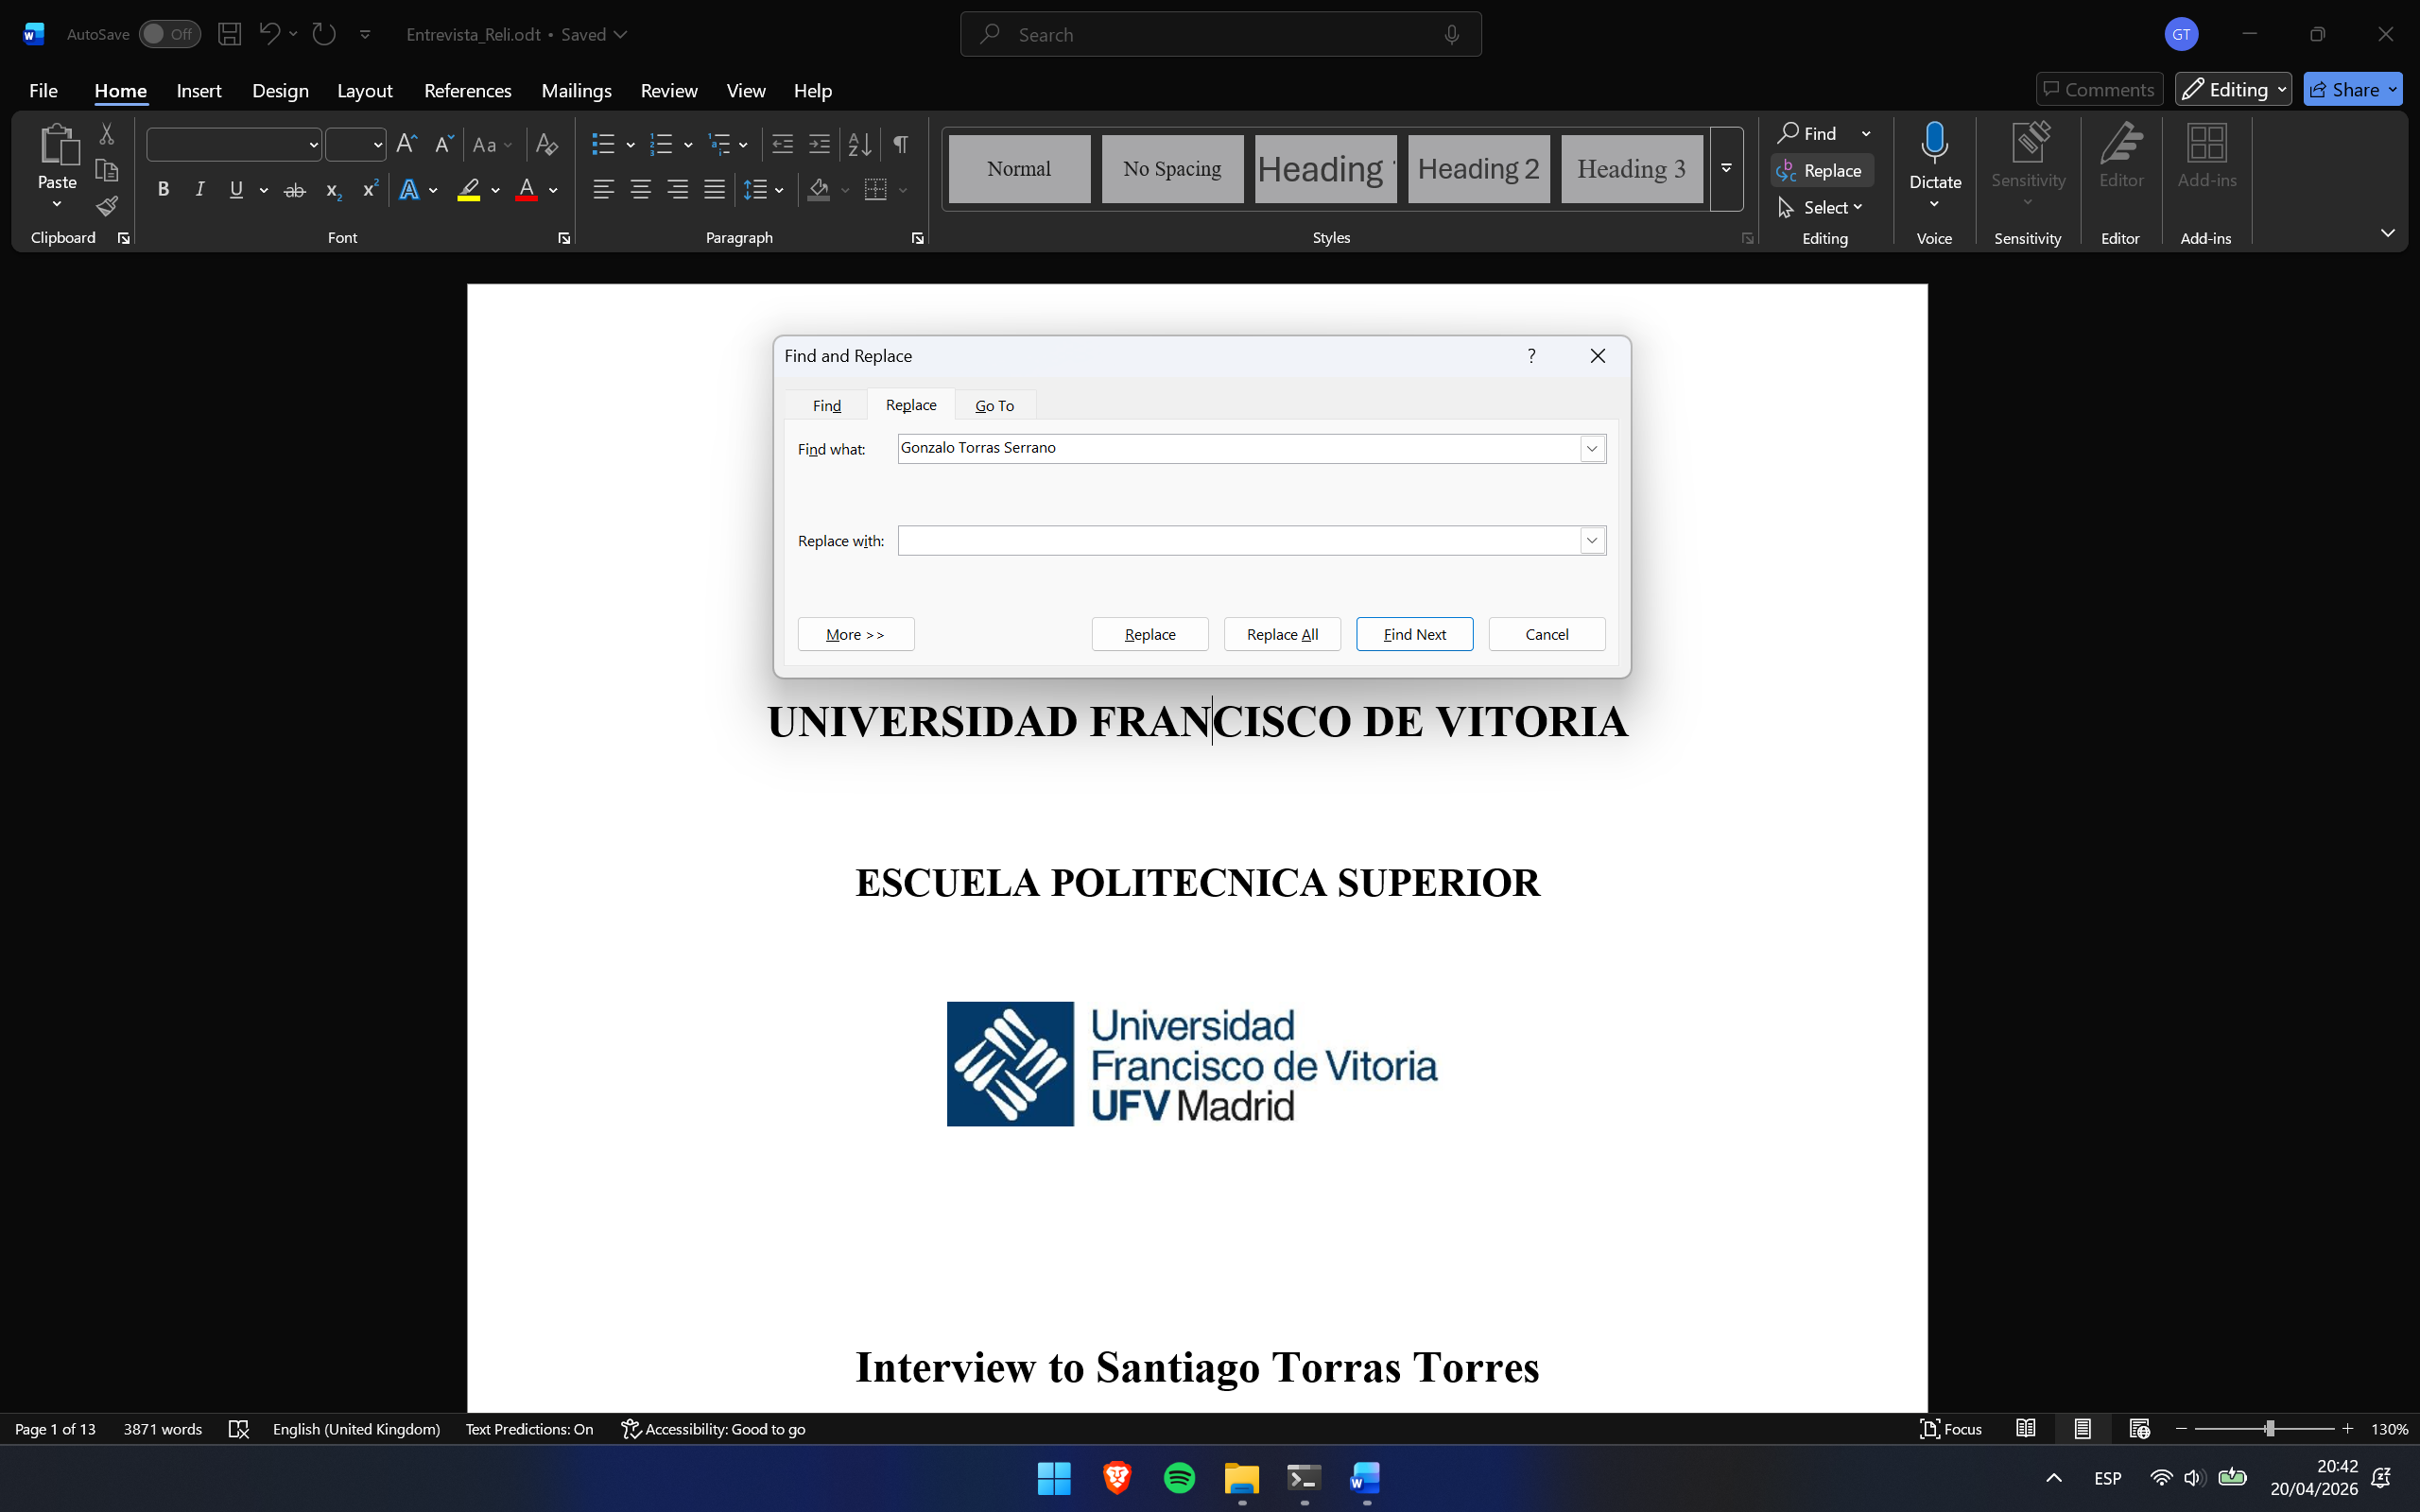 AutoSave Off Entrevista_Reli.odt • Saved Search GT
File Home Insert Design Layout References Mailings Review View Help Comments Editing Share
Paste
Clipboard
Aa
B I U ab x2 x2 A A
Font
Paragraph
Normal No Spacing Heading 1 Heading 2 Heading 3
Styles
Find
Replace
Select
Editing
Dictate
Voice
Sensitivity
Sensitivity
Editor
Editor
Add-ins
Add-ins
Find and Replace ?
Find Replace Go To
Find what: Gonzalo Torras Serrano
Replace with:
More >> Replace Replace All Find Next Cancel
UNIVERSIDAD FRANCISCO DE VITORIA
ESCUELA POLITECNICA SUPERIOR
Universidad
Francisco de Vitoria
UFV Madrid
Interview to Santiago Torras Torres
Page 1 of 13 3871 words English (United Kingdom) Text Predictions: On Accessibility: Good to go Focus 130%
ESP 20:42
20/04/2026